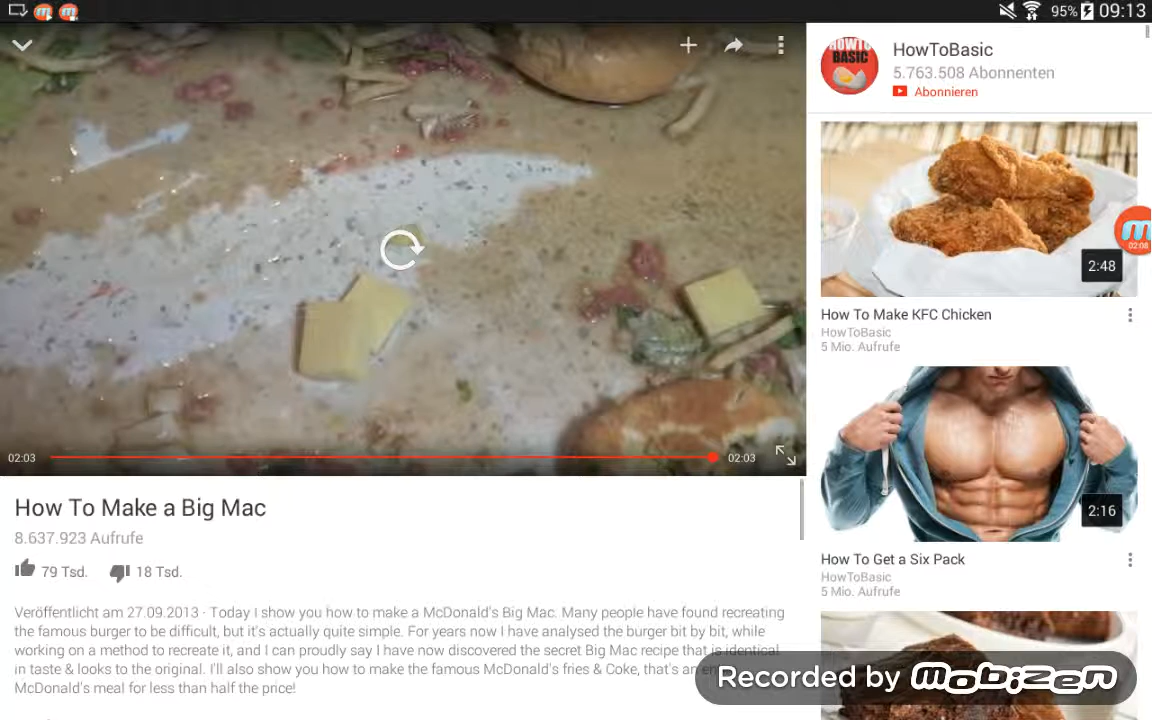 95% 09:13
HOWTO
BASIC
HowToBasic
5.763.508 Abonnenten
Abonnieren
02:08
2:48
How To Make KFC Chicken
HowToBasic
5 Mio. Aufrufe
02:03 02:03
2:16
How To Make a Big Mac
8.637.923 Aufrufe
79 Tsd. 18 Tsd.
How To Get a Six Pack
HowToBasic
5 Mio. Aufrufe
Veröffentlicht am 27.09.2013 · Today I show you how to make a McDonald's Big Mac. Many people have found recreating
the famous burger to be difficult, but it's actually quite simple. For years now I have analysed the burger bit by bit, while
working on a method to recreate it, and I can proudly say I have now discovered the secret Big Mac recipe that is identical
in taste & looks to the original. I'll also show you how to make the famous McDonald's fries & Coke, that's an
McDonald's meal for less than half the price!
Recorded by mobizen